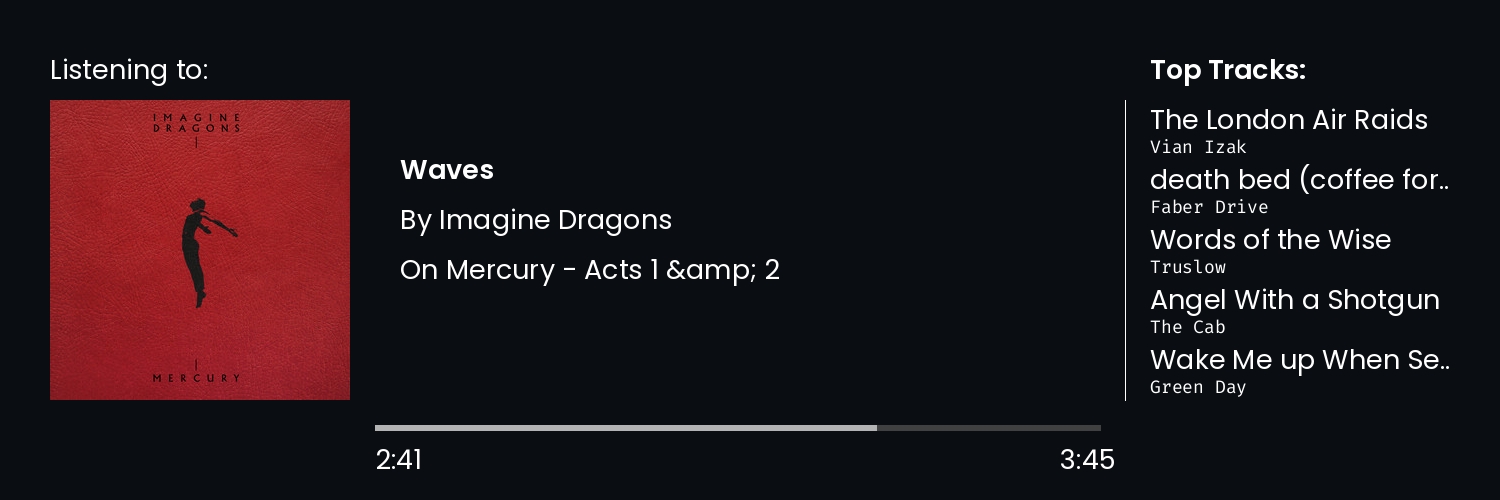 Listening to:
IMAGINE
DRAGONS
MERCURY
Waves
By Imagine Dragons
On Mercury - Acts 1 &amp;amp; 2
2:41
3:45
Top Tracks:
The London Air Raids
Vian Izak
death bed (coffee for..
Faber Drive
Words of the Wise
Truslow
Angel With a Shotgun
The Cab
Wake Me up When Se..
Green Day